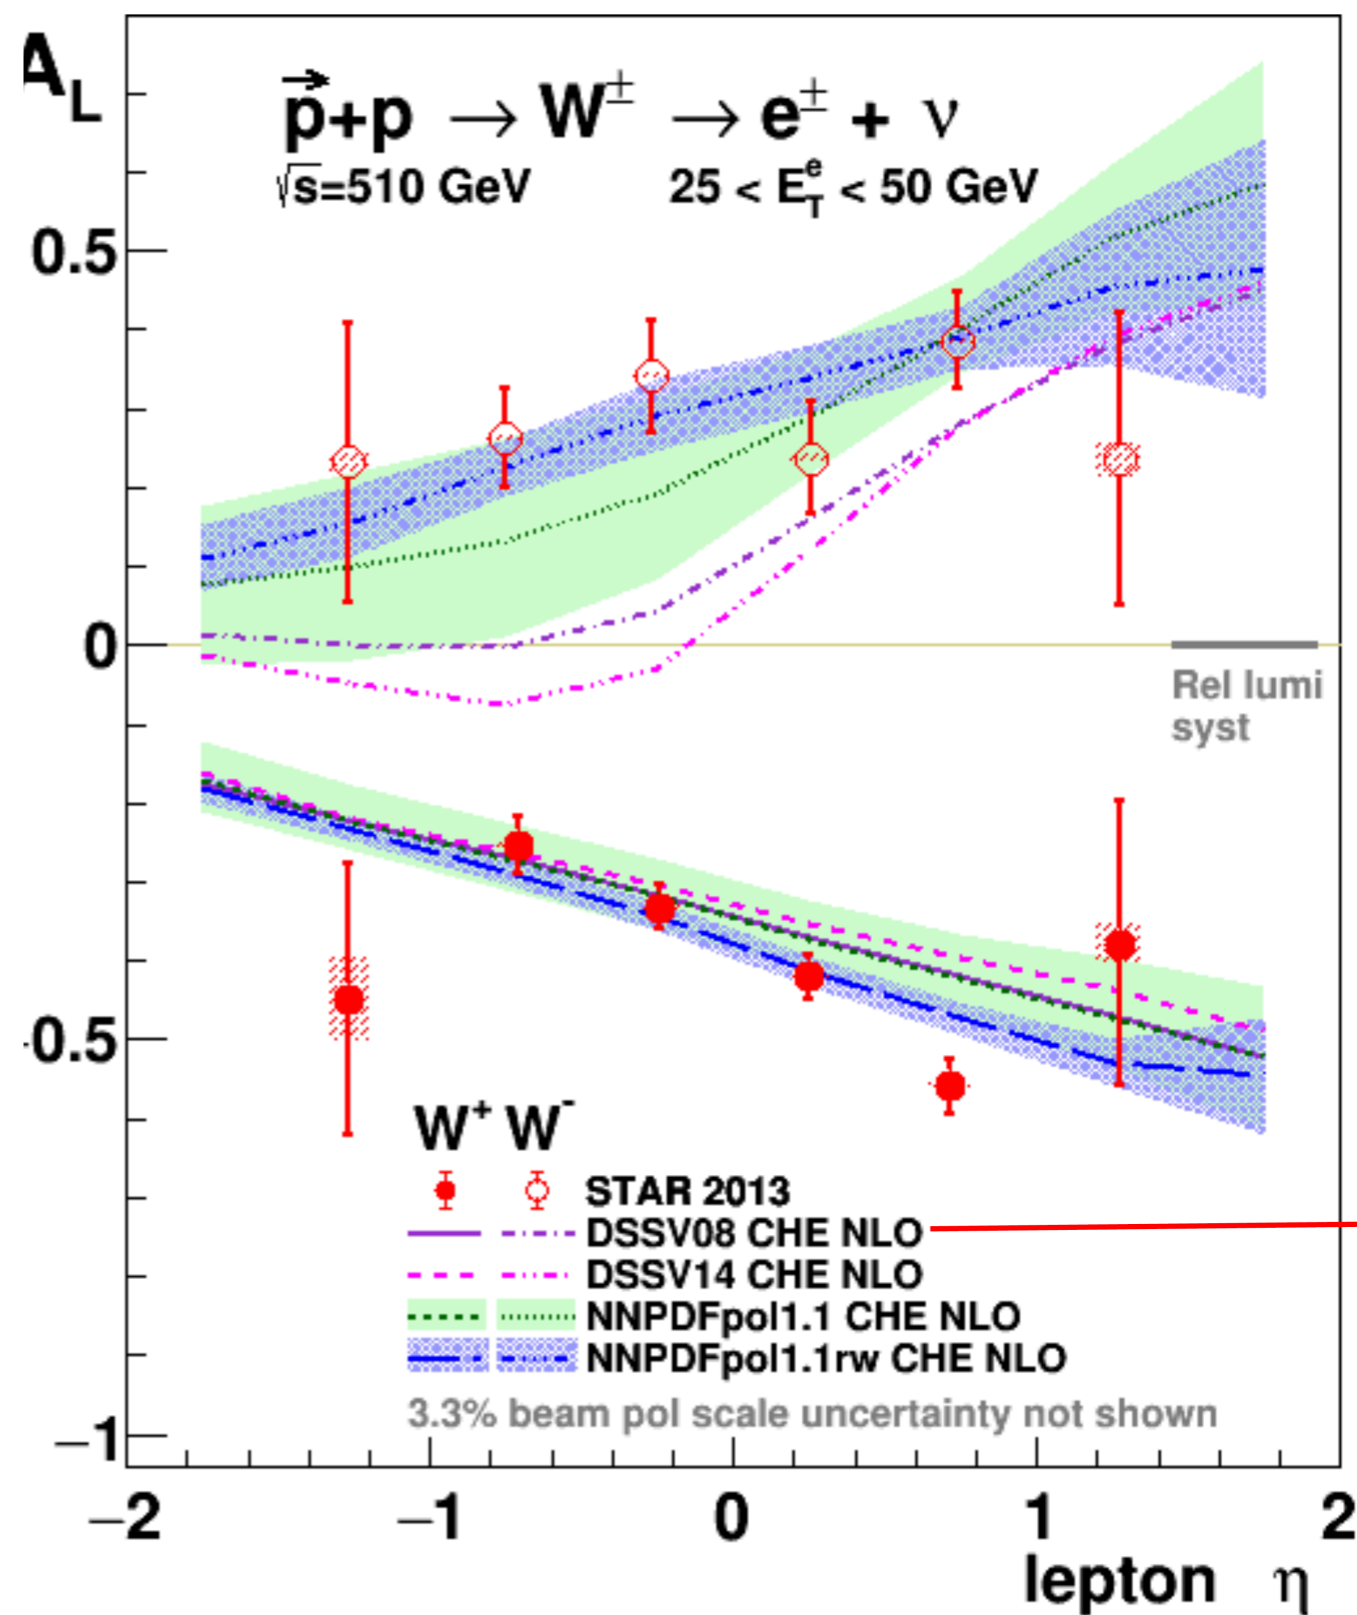 A_L
p⃗+p → W^± → e^± + ν
√s=510 GeV 25 < E_T^e < 50 GeV
0.5
0
Rel lumi
syst
-0.5
W⁺ W⁻
STAR 2013
DSSV08 CHE NLO
DSSV14 CHE NLO
NNPDFpol1.1 CHE NLO
NNPDFpol1.1rw CHE NLO
3.3% beam pol scale uncertainty not shown
−1
−2 −1 0 1 2
lepton η